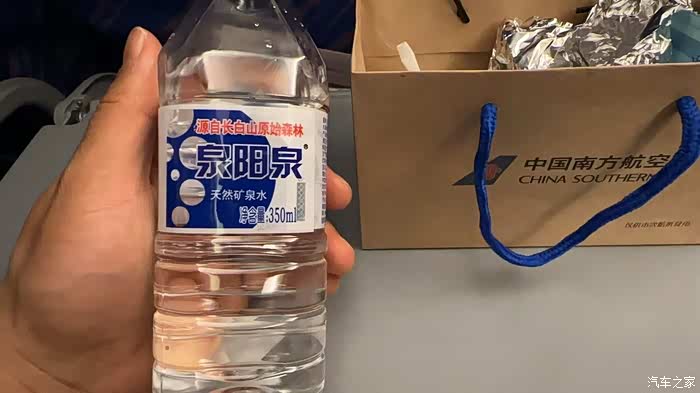 源自长白山原始森林
泉阳泉
天然矿泉水
净含量:350ml
中国南方航空
CHINA SOUTHERN
汽车之家